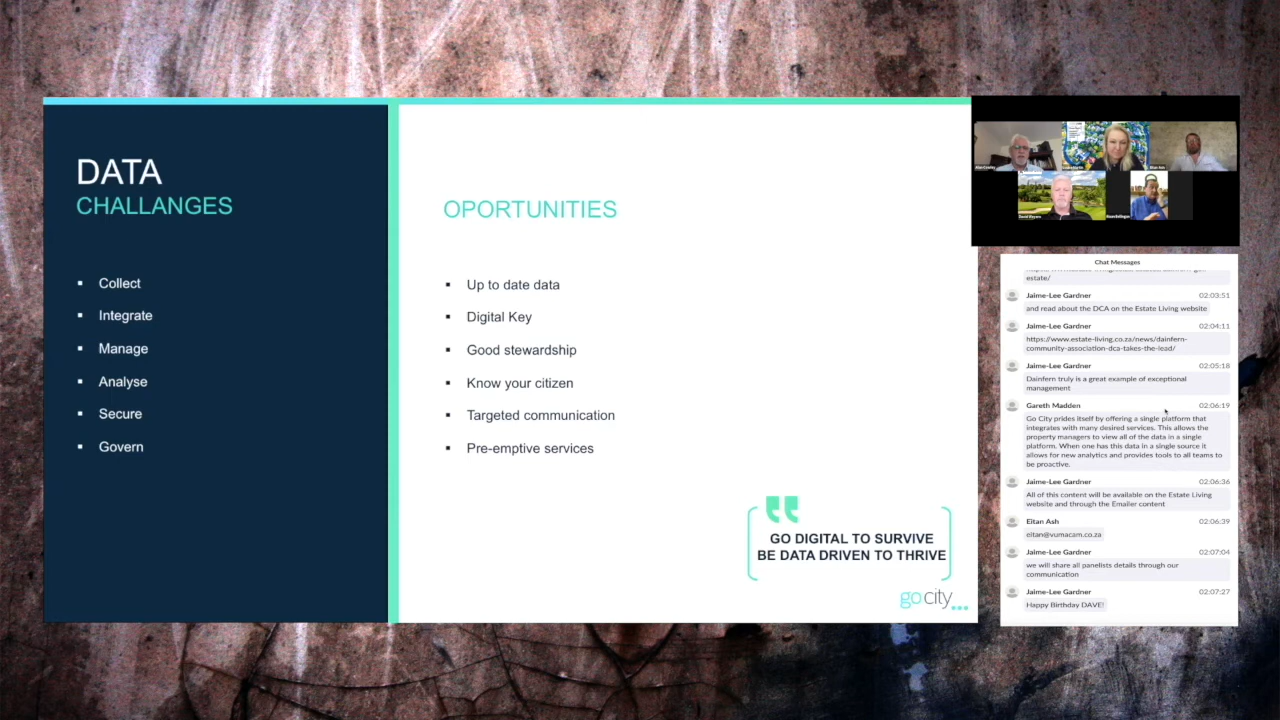 DATA
CHALLANGES
Collect
Integrate
Manage
Analyse
Secure
Govern
OPORTUNITIES
Up to date data
Digital Key
Good stewardship
Know your citizen
Targeted communication
Pre-emptive services
GO DIGITAL TO SURVIVE
BE DATA DRIVEN TO THRIVE
go city...
Chat Messages
estate/
Jaime-Lee Gardner 02:03:51
and read about the DCA on the Estate Living website
Jaime-Lee Gardner 02:04:11
https://www.estate-living.co.za/news/dainfern-
community-association-dca-takes-the-lead/
Jaime-Lee Gardner 02:05:18
Dainfern truly is a great example of exceptional
management
Gareth Madden 02:06:19
Go City prides itself by offering a single platform that
integrates with many desired services. This allows the
property managers to view all of the data in a single
platform. When one has this data in a single source it
allows for new analytics and provides tools to all teams to
be proactive.
Jaime-Lee Gardner 02:06:36
All of this content will be available on the Estate Living
website and through the Emailer content
Eitan Ash 02:06:39
eitan@vumacam.co.za
Jaime-Lee Gardner 02:07:04
we will share all panelists details through our
communication
Jaime-Lee Gardner 02:07:27
Happy Birthday DAVE!